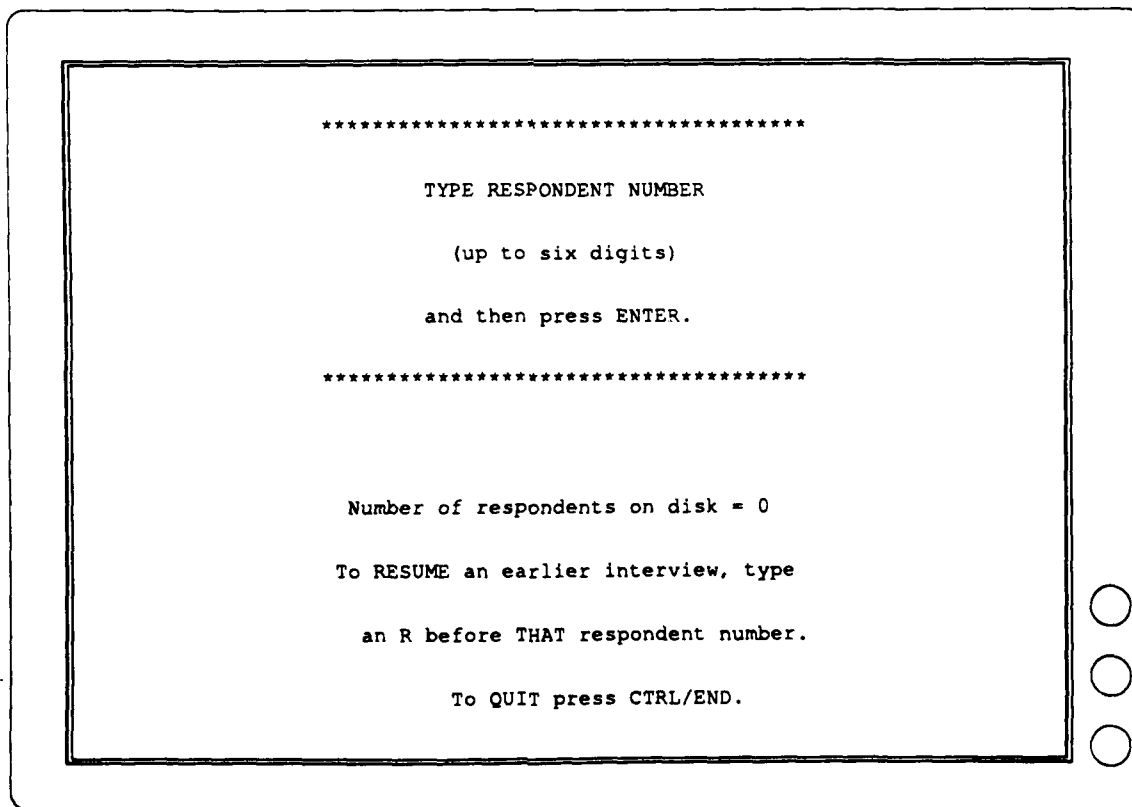 **************************************
TYPE RESPONDENT NUMBER
(up to six digits)
and then press ENTER.
**************************************
Number of respondents on disk = 0
To RESUME an earlier interview, type
an R before THAT respondent number.
To QUIT press CTRL/END.